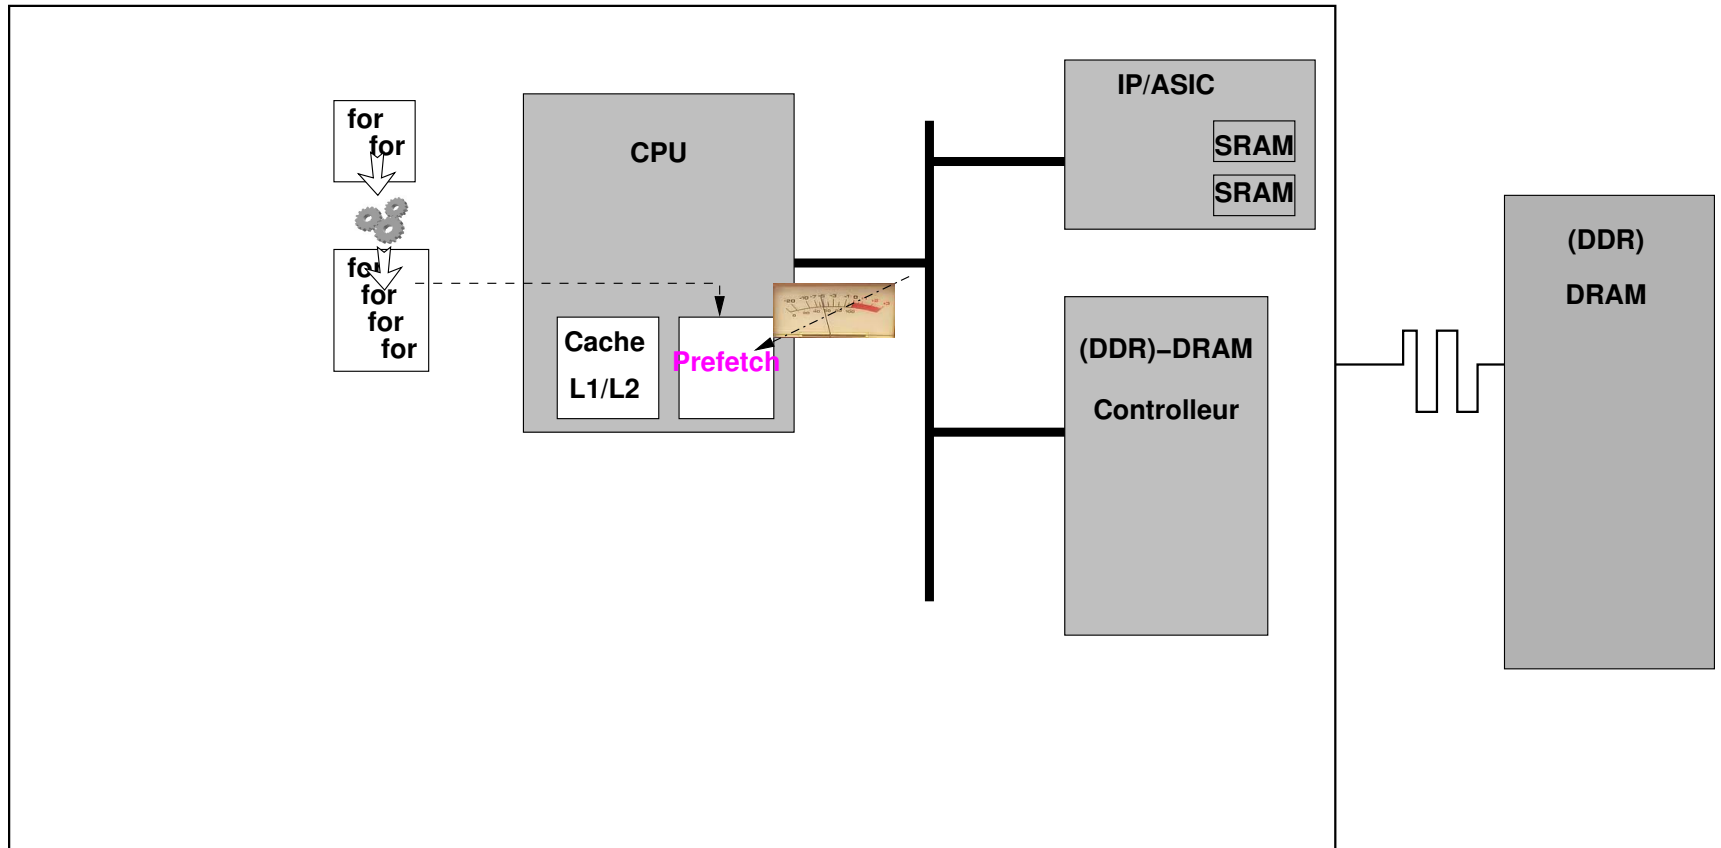 for
for
for
for
for
for
CPU
Cache
L1/L2
Prefetch
IP/ASIC
SRAM
SRAM
(DDR)–DRAM
Controlleur
(DDR)
DRAM